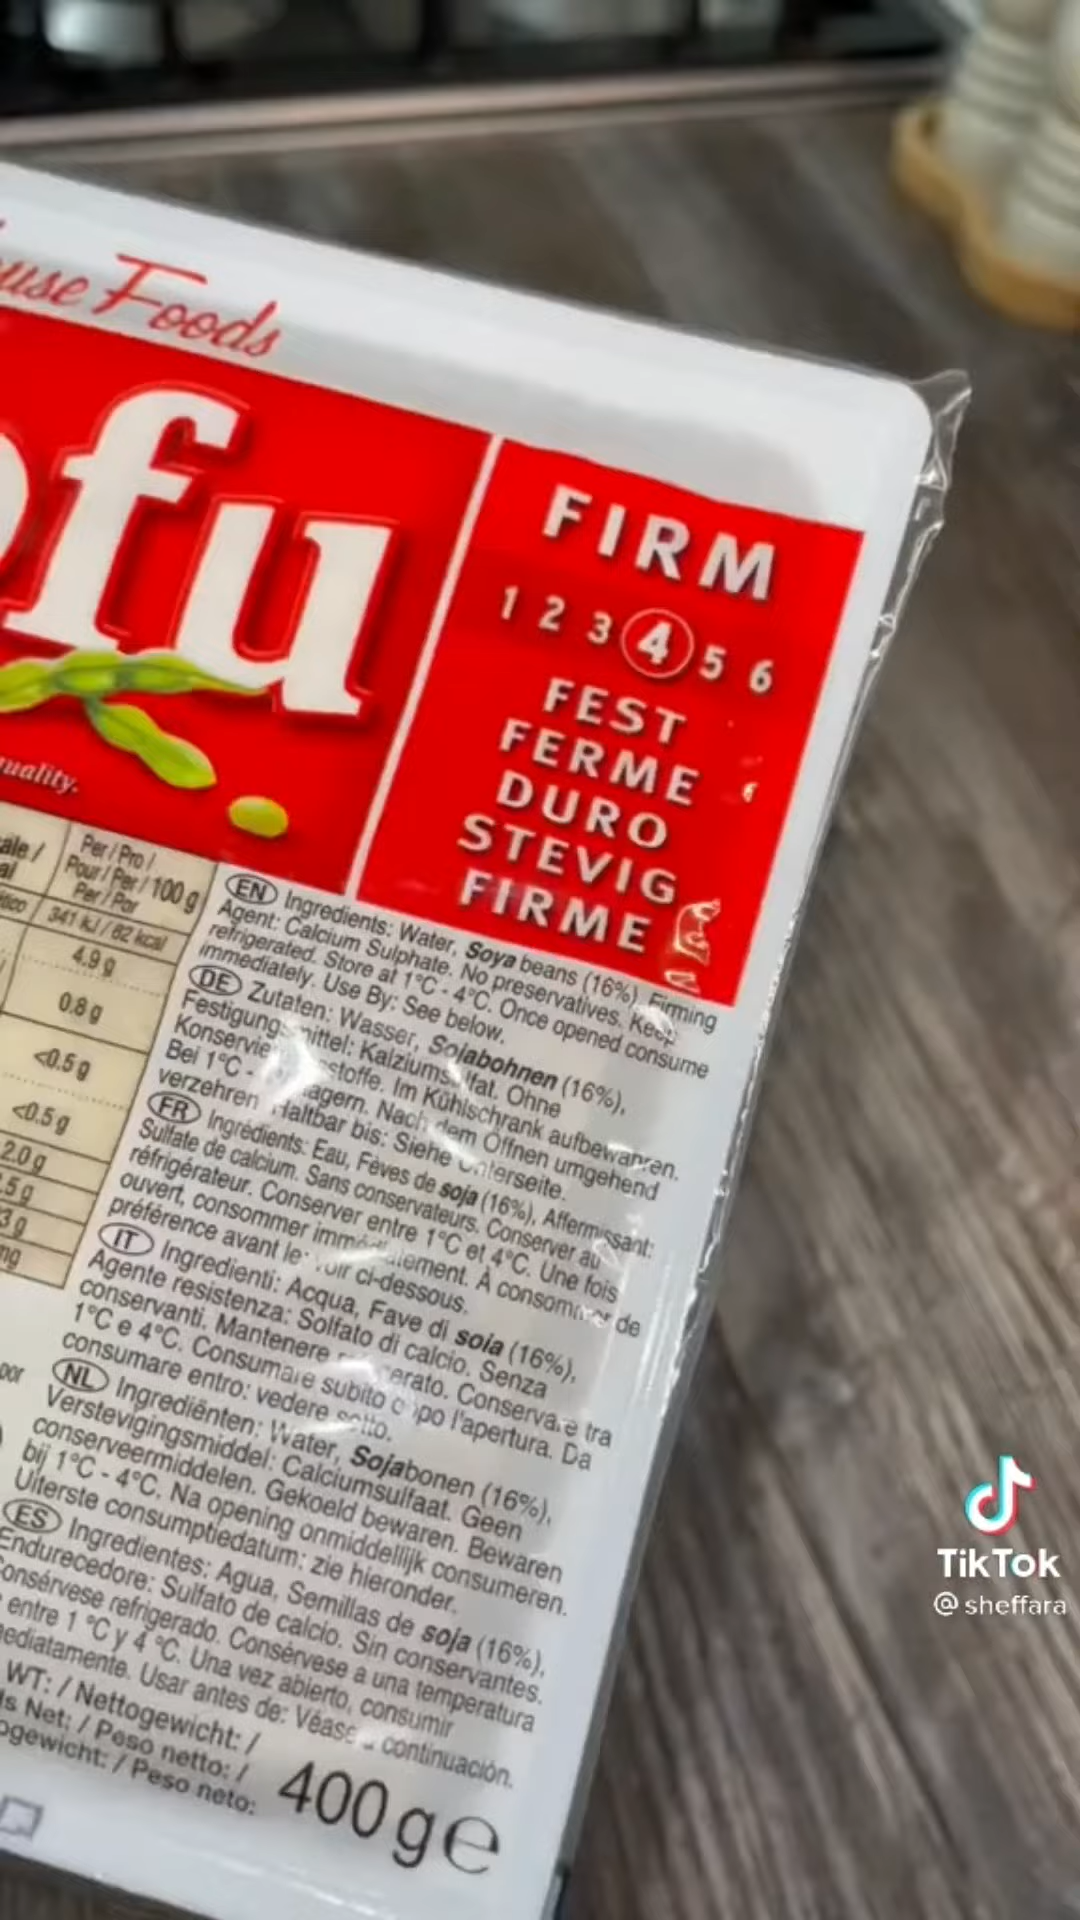 use Foods
ofu
quality.
FIRM
1 2 3 4 5 6
FEST
FERME
DURO
STEVIG
FIRME
Per / Pro /
Pour / Per / 100 g
Per / Por
341 kJ / 82 kcal
4.9 g
0.8 g
<0.5 g
<0.5 g
2.0 g
EN Ingredients: Water, Soya beans (16%), Firming
Agent: Calcium Sulphate. No preservatives. Keep
refrigerated. Store at 1°C - 4°C. Once opened consume
immediately. Use By: See below.
DE Zutaten: Wasser, Sojabohnen (16%),
Festigungsmittel: Kalziumsulfat. Ohne
Im Kühlschrank aufbewahren.
Bei 1°C - Nach dem Öffnen umgehend
verzehren. Haltbar bis: Siehe Unterseite.
FR Ingrédients: Eau, Fèves de soja (16%), Affermissant:
Sulfate de calcium. Sans conservateurs. Conserver au
réfrigérateur. Conserver entre 1°C et 4°C. Une fois
ouvert, consommer immédiatement. À consommer de
préférence avant le: voir ci-dessous.
IT Ingredienti: Acqua, Fave di soia (16%),
Agente resistenza: Solfato di calcio. Senza
conservanti. Mantenere Conservare tra
1°C e 4°C. Consumare subito dopo l'apertura. Da
consumare entro: vedere sotto.
NL Ingrediënten: Water, Sojabonen (16%),
Verstevigingsmiddel: Calciumsulfaat. Geen
conserveermiddelen. Gekoeld bewaren. Bewaren
bij 1°C - 4°C. Na opening onmiddellijk consumeren.
Uiterste consumptiedatum: zie hieronder.
ES Ingredientes: Agua, Semillas de soja (16%),
Endurecedore: Sulfato de calcio. Sin conservantes.
Consérvese refrigerado. Consérvese a una temperatura
entre 1 °C y 4 °C. Una vez abierto, consumir
mediatamente. Usar antes de: Véase a continuación.
WT: / Nettogewicht: /
ds Net: / Peso netto: /
ogewicht: / Peso neto:
400 g e
por
TikTok
@sheffara